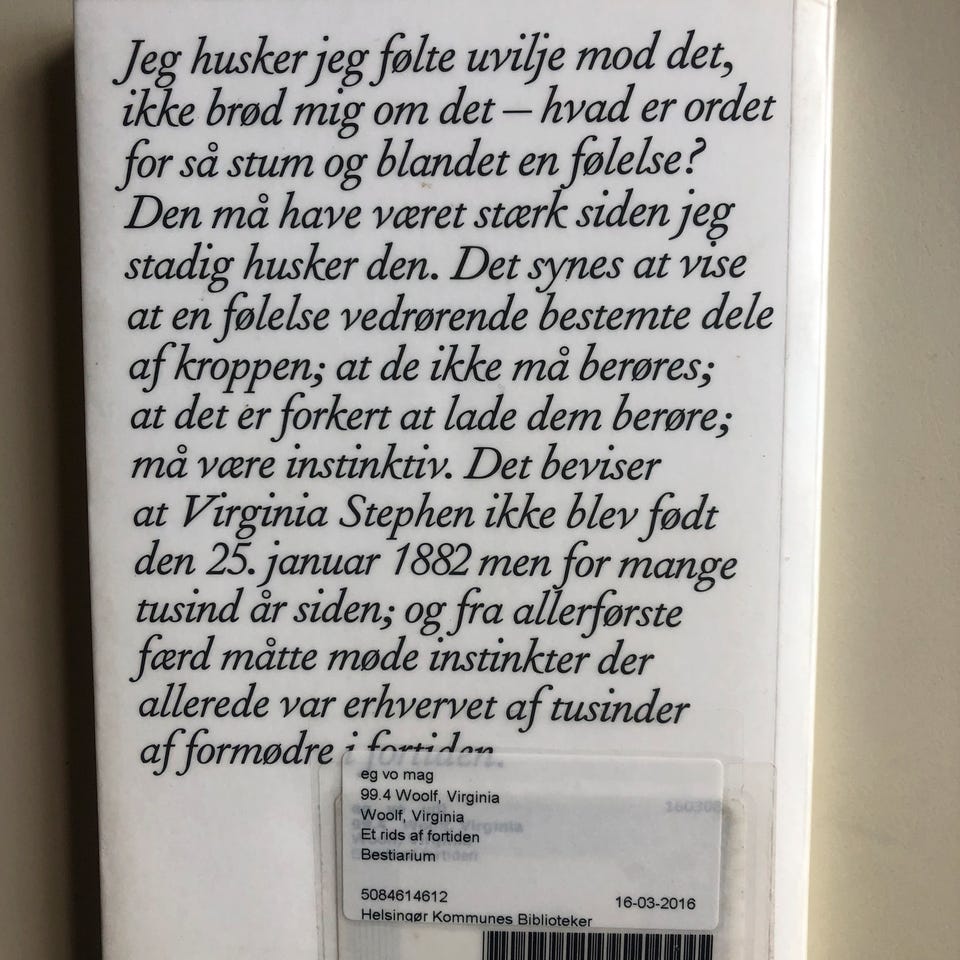 Jeg husker jeg følte uvilje mod det,
ikke brød mig om det – hvad er ordet
for så stum og blandet en følelse?
Den må have været stærk siden jeg
stadig husker den. Det synes at vise
at en følelse vedrørende bestemte dele
af kroppen; at de ikke må berøres;
at det er forkert at lade dem berøre;
må være instinktiv. Det beviser
at Virginia Stephen ikke blev født
den 25. januar 1882 men for mange
tusind år siden; og fra allerførste
færd måtte møde instinkter der
allerede var erhvervet af tusinder
af formødre i fortiden.
eg vo mag
99.4 Woolf, Virginia
Woolf, Virginia
Et rids af fortiden
Bestiarium
5084614612 16-03-2016
Helsingør Kommunes Biblioteker